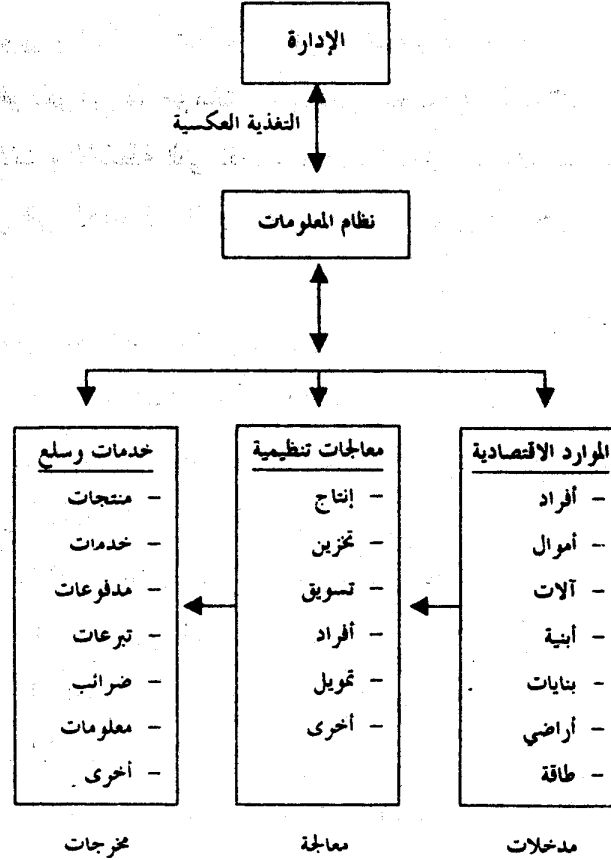 الإدارة
التغذية العكسية
نظام المعلومات
الموارد الاقتصادية
– أفراد
– أموال
– آلات
– أبنية
– بنايات
– أراضي
– طاقة
مدخلات
معالجات تنظيمية
– إنتاج
– تخزين
– تسويق
– أفراد
– تمويل
– أخرى
معالجة
خدمات وسلع
– منتجات
– خدمات
– مدفوعات
– تبرعات
– ضرائب
– معلومات
– أخرى
مخرجات